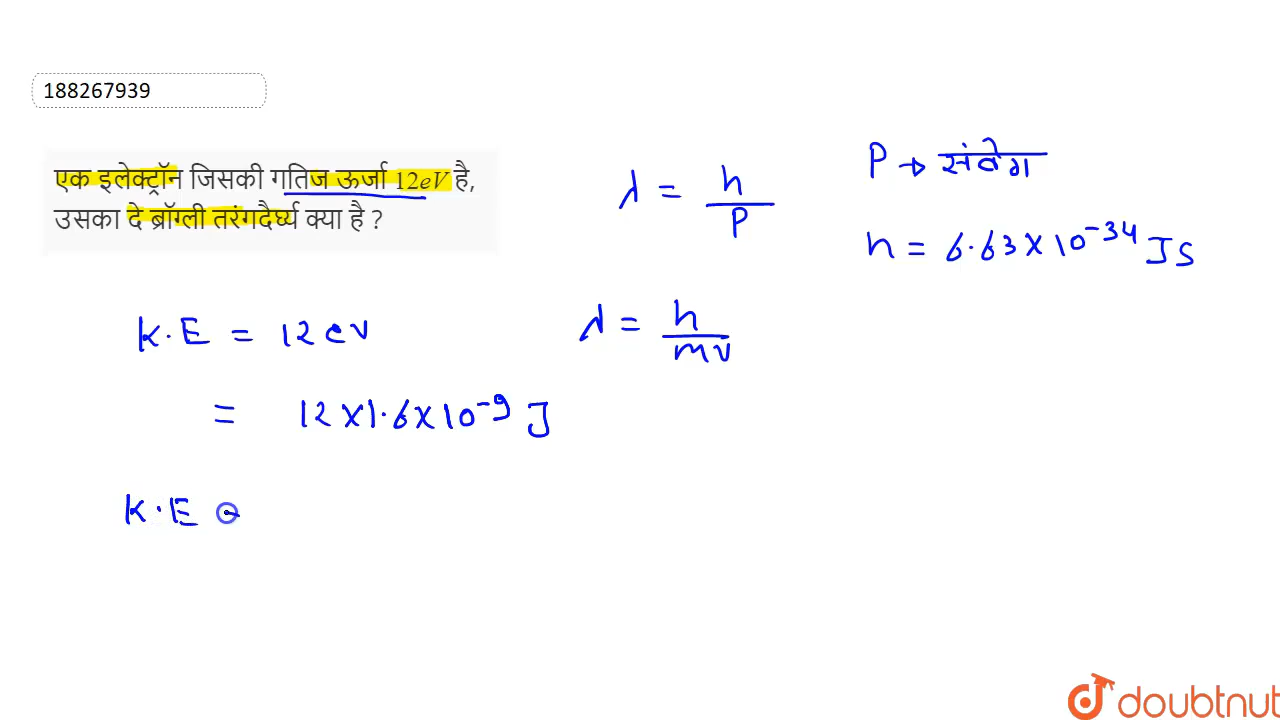 188267939
एक इलेक्ट्रॉन जिसकी गतिज ऊर्जा 12eV है,
उसका दे ब्रॉग्ली तरंगदैर्घ्य क्या है ?
λ = h/P
P → संवेग
h = 6.63 × 10^-34 JS
K.E = 12 ev
= 12 × 1.6 × 10^-9 J
λ = h/mv
K.E
doubtnut